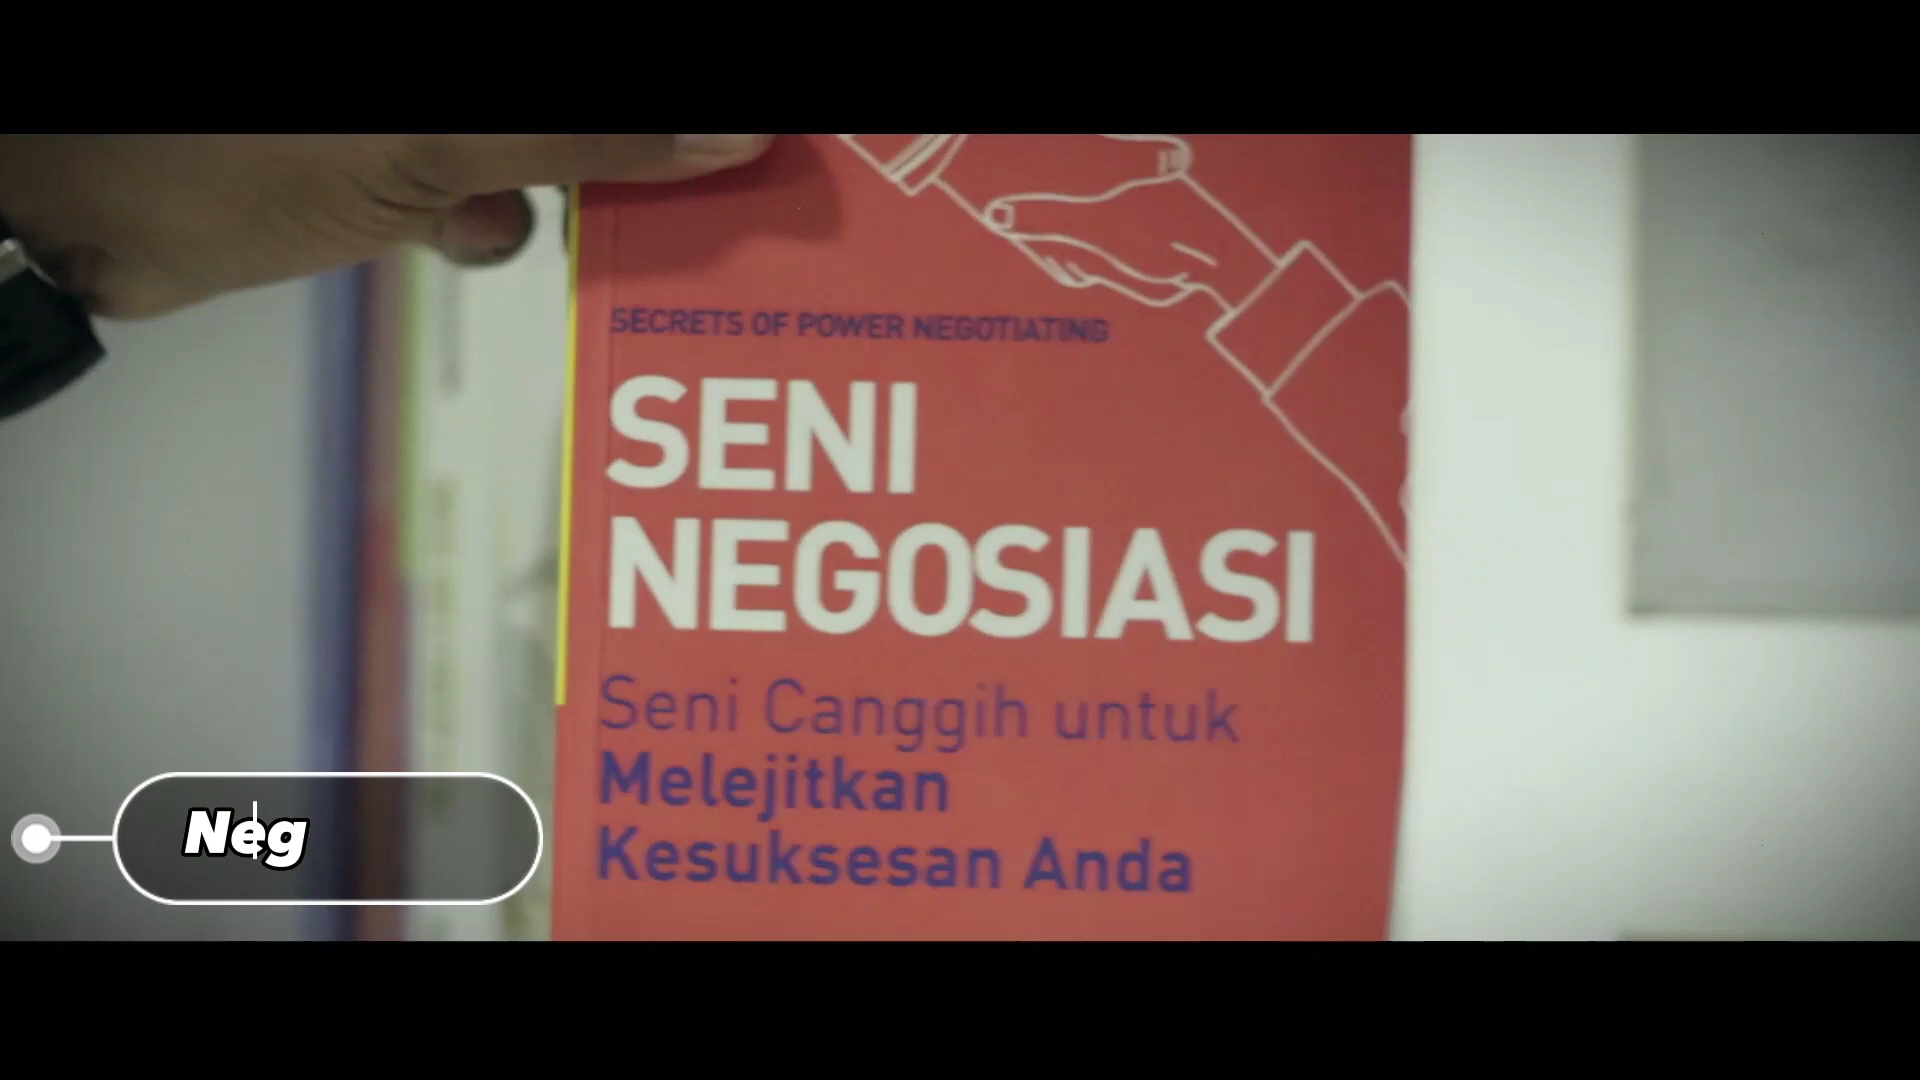 SECRETS OF POWER NEGOTIATING
SENI
NEGOSIASI
Seni Canggih untuk
Melejitkan
Kesuksesan Anda
Neg